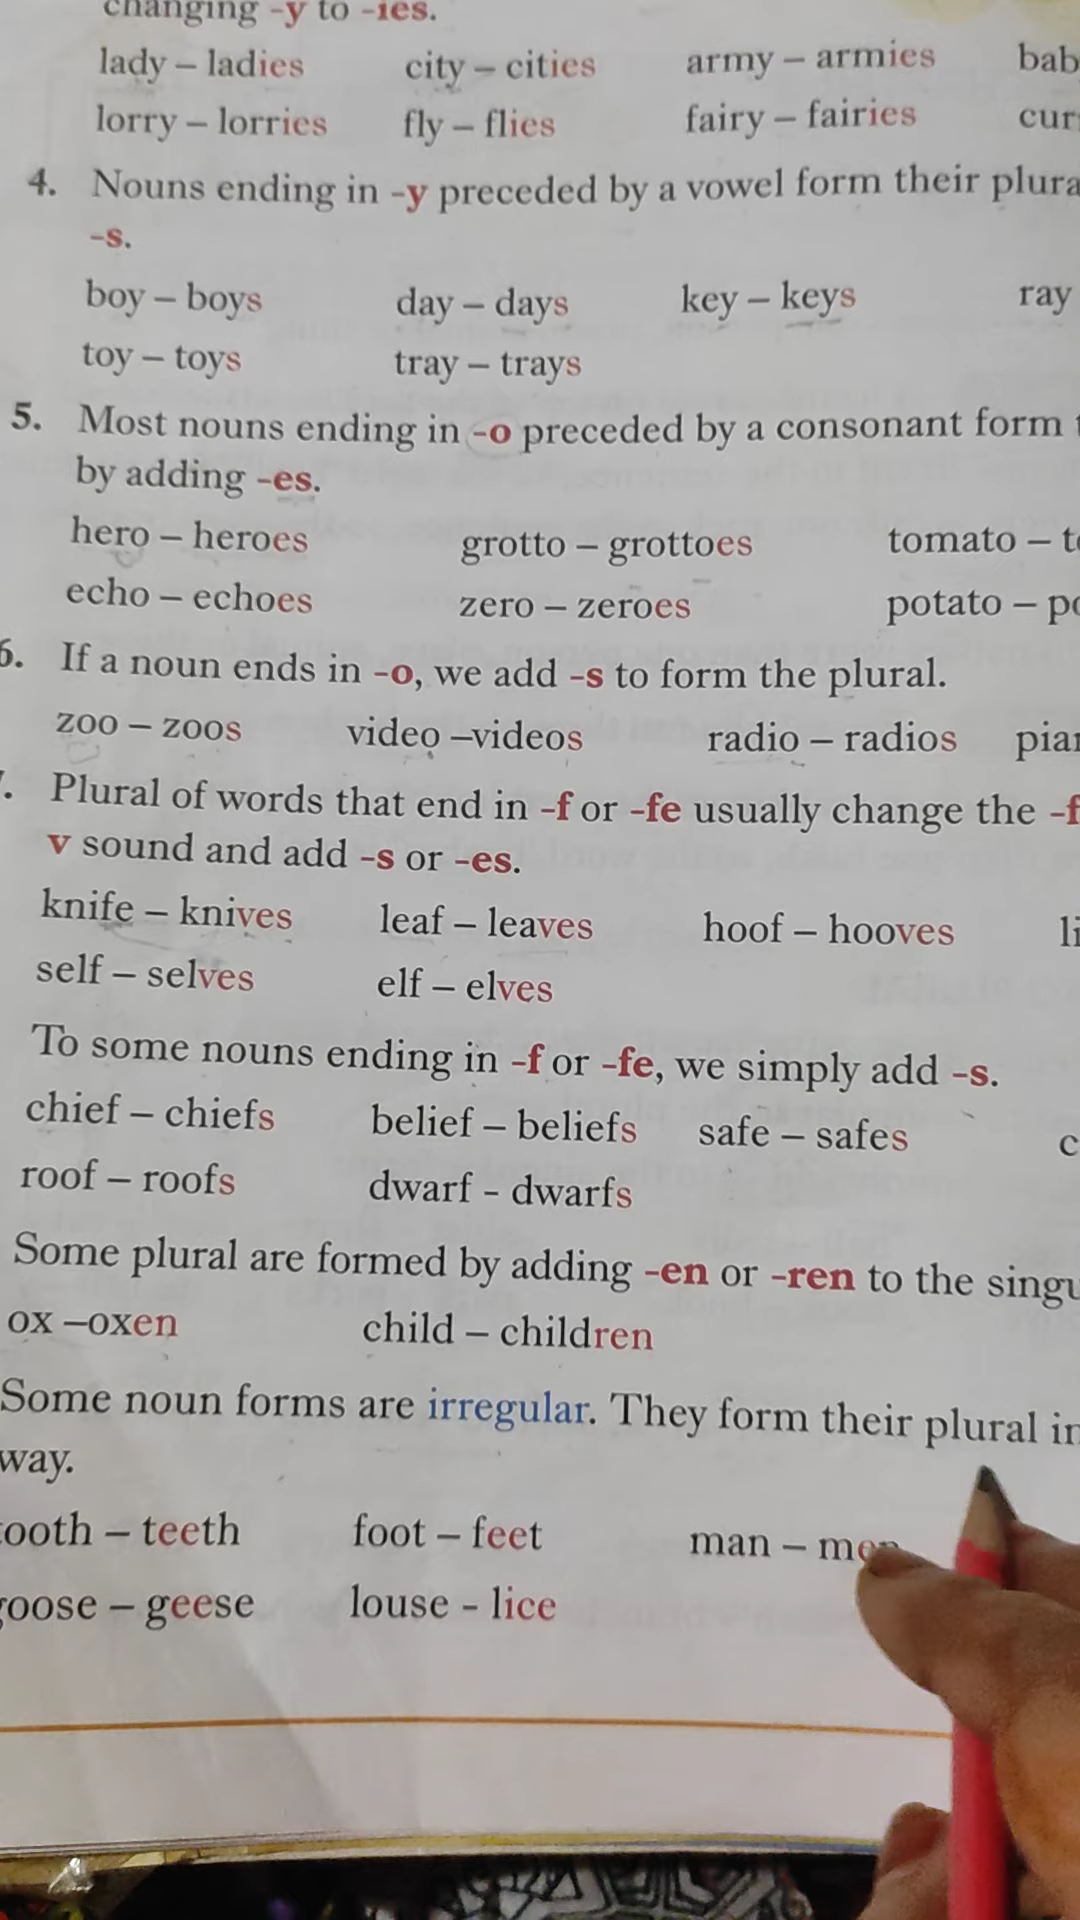 changing -y to -ies.
lady – ladies city – cities army – armies
lorry – lorries fly – flies fairy – fairies
4. Nouns ending in -y preceded by a vowel form their
-s.
boy – boys day – days key – keys ray
toy – toys tray – trays
5. Most nouns ending in -o preceded by a consonant form
by adding -es.
hero – heroes grotto – grottoes tomato –
echo – echoes zero – zeroes potato –
6. If a noun ends in -o, we add -s to form the plural.
zoo – zoos video –videos radio – radios
Plural of words that end in -f or -fe usually change the -f
v sound and add -s or -es.
knife – knives leaf – leaves hoof – hooves
self – selves elf – elves
To some nouns ending in -f or -fe, we simply add -s.
chief – chiefs belief – beliefs safe – safes
roof – roofs dwarf - dwarfs
Some plural are formed by adding -en or -ren to the
ox –oxen child – children
Some noun forms are irregular. They form their plural in
way.
– teeth foot – feet man –
– geese louse - lice